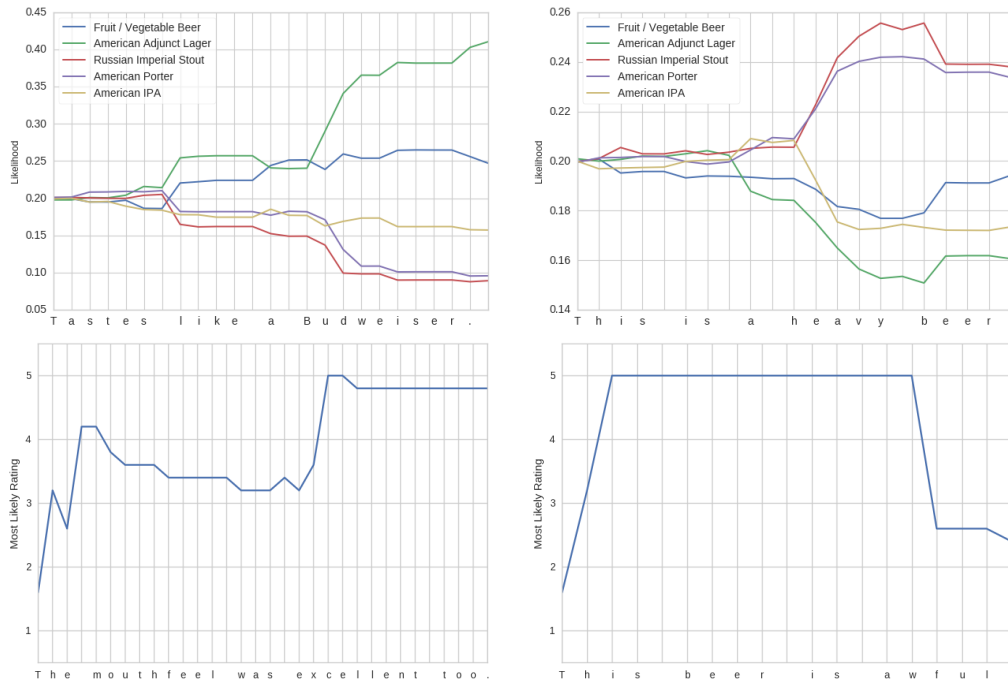 0.45
0.40
0.35
0.30
0.25
0.20
0.15
0.10
0.05
Likelihood
Fruit / Vegetable Beer
American Adjunct Lager
Russian Imperial Stout
American Porter
American IPA
T a s t e s l i k e a B u d w e i s e r .
0.26
0.24
0.22
0.20
0.18
0.16
0.14
Likelihood
Fruit / Vegetable Beer
American Adjunct Lager
Russian Imperial Stout
American Porter
American IPA
T h i s i s a h e a v y b e e r
5
4
3
2
1
Most Likely Rating
T h e m o u t h f e e l w a s e x c e l l e n t t o o .
5
4
3
2
1
Most Likely Rating
T h i s b e e r i s a w f u l